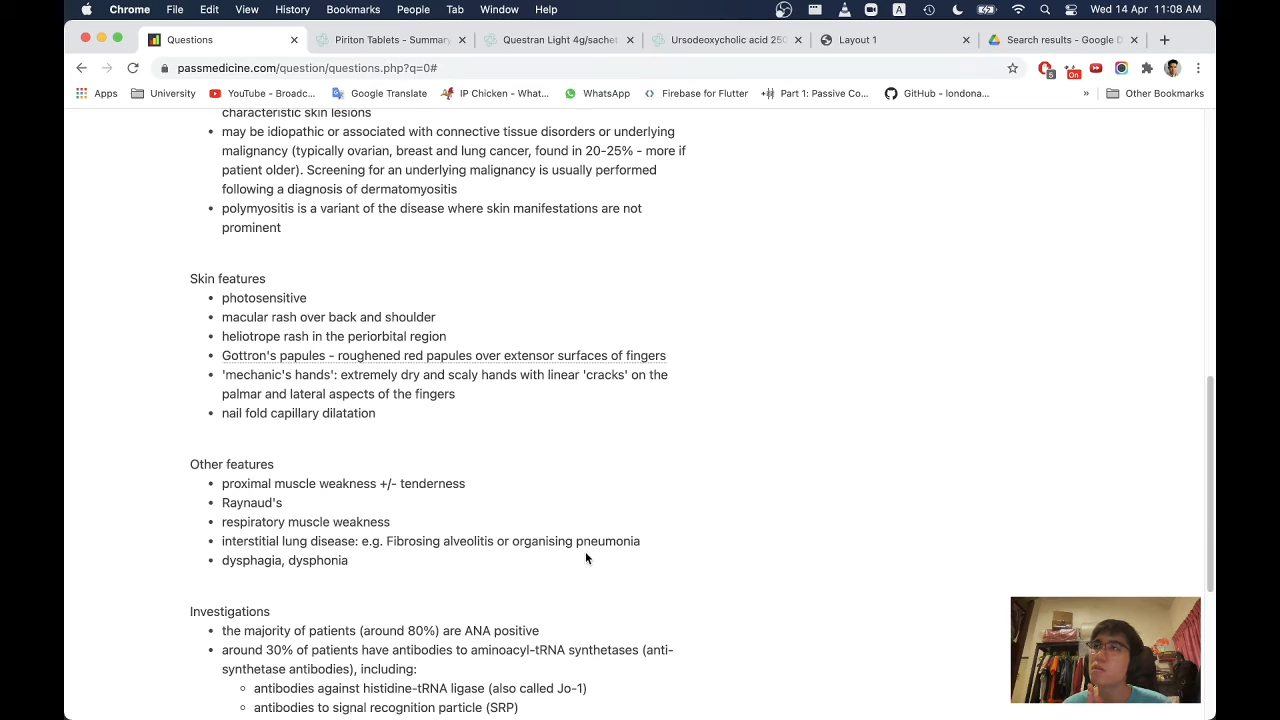 Chrome File Edit View History Bookmarks People Tab Window Help A Wed 14 Apr 11:08 AM
Questions Piriton Tablets - Summary Questran Light 4g/sachet Ursodeoxycholic acid 250 Layout 1 Search results - Google D
passmedicine.com/question/questions.php?q=0# 5 On
Apps University YouTube - Broadc... Google Translate IP Chicken - What... WhatsApp Firebase for Flutter Part 1: Passive Co... GitHub - londona... » Other Bookmarks
characteristic skin lesions
• may be idiopathic or associated with connective tissue disorders or underlying
malignancy (typically ovarian, breast and lung cancer, found in 20-25% - more if
patient older). Screening for an underlying malignancy is usually performed
following a diagnosis of dermatomyositis
• polymyositis is a variant of the disease where skin manifestations are not
prominent
Skin features
• photosensitive
• macular rash over back and shoulder
• heliotrope rash in the periorbital region
• Gottron's papules - roughened red papules over extensor surfaces of fingers
• 'mechanic's hands': extremely dry and scaly hands with linear 'cracks' on the
palmar and lateral aspects of the fingers
• nail fold capillary dilatation
Other features
• proximal muscle weakness +/- tenderness
• Raynaud's
• respiratory muscle weakness
• interstitial lung disease: e.g. Fibrosing alveolitis or organising pneumonia
• dysphagia, dysphonia
Investigations
• the majority of patients (around 80%) are ANA positive
• around 30% of patients have antibodies to aminoacyl-tRNA synthetases (anti-
synthetase antibodies), including:
○ antibodies against histidine-tRNA ligase (also called Jo-1)
○ antibodies to signal recognition particle (SRP)